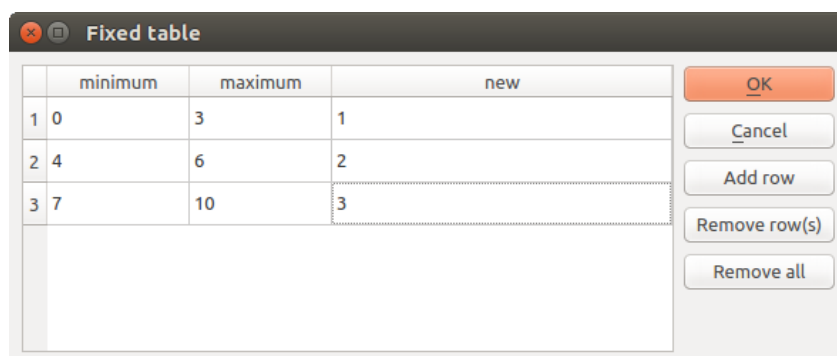 Fixed table
minimum maximum new
1 0 3 1
2 4 6 2
3 7 10 3
OK
Cancel
Add row
Remove row(s)
Remove all